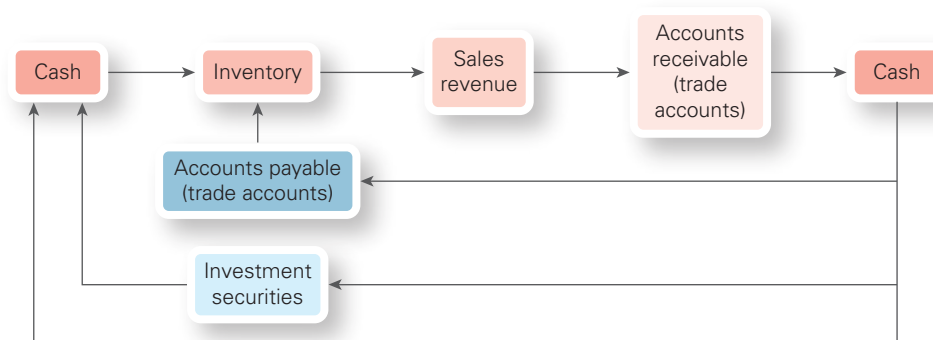 Cash
Inventory
Sales
revenue
Accounts
receivable
(trade
accounts)
Cash
Accounts payable
(trade accounts)
Investment
securities